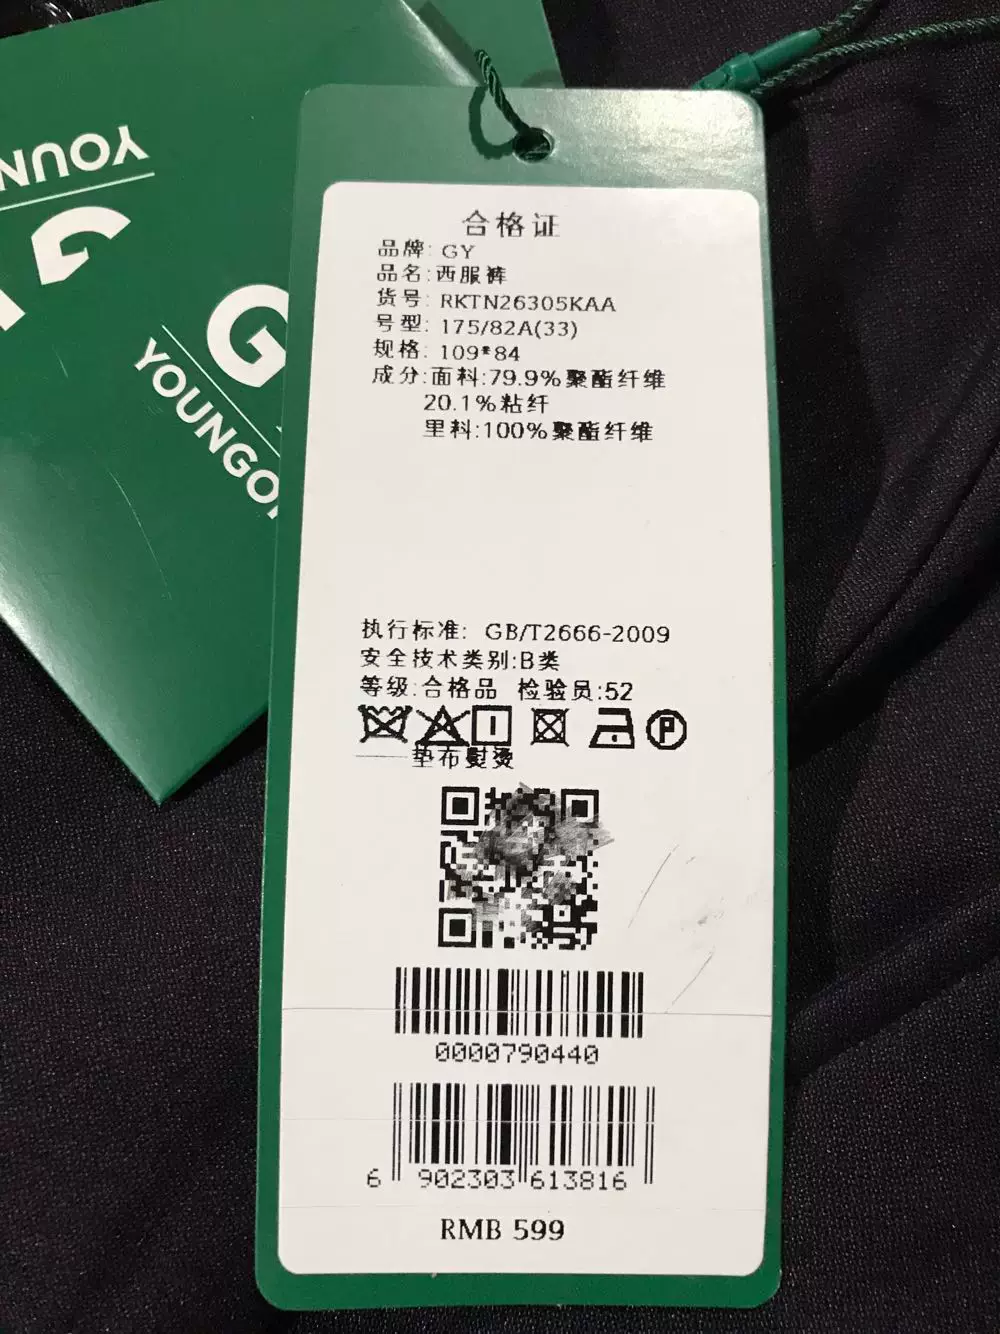 YOUN
G
G
YOUNGO
合格证
品牌: GY
品名:西服裤
货号: RKTN26305KAA
号型: 175/82A(33)
规格: 109*84
成分:面料:79.9%聚酯纤维
20.1%粘纤
里料:100%聚酯纤维
执行标准: GB/T2666-2009
安全技术类别:B类
等级:合格品 检验员:52
P
垫布熨烫
0000790440
6 902303 613816
RMB 599